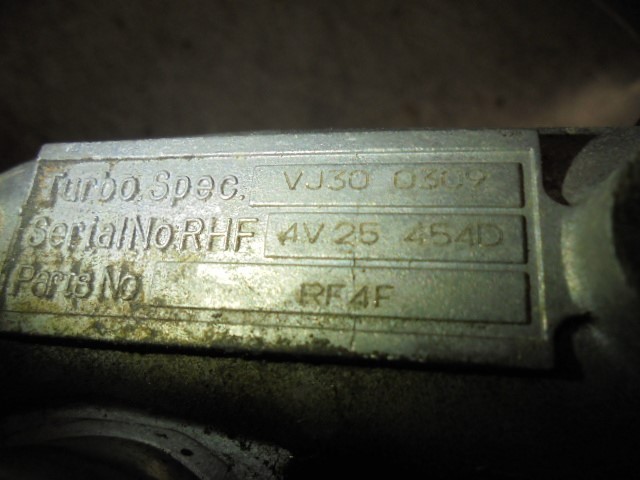 Turbo Spec. VJ30 0309
Serial No. RHF 4V25 454D
Parts No. RF4F